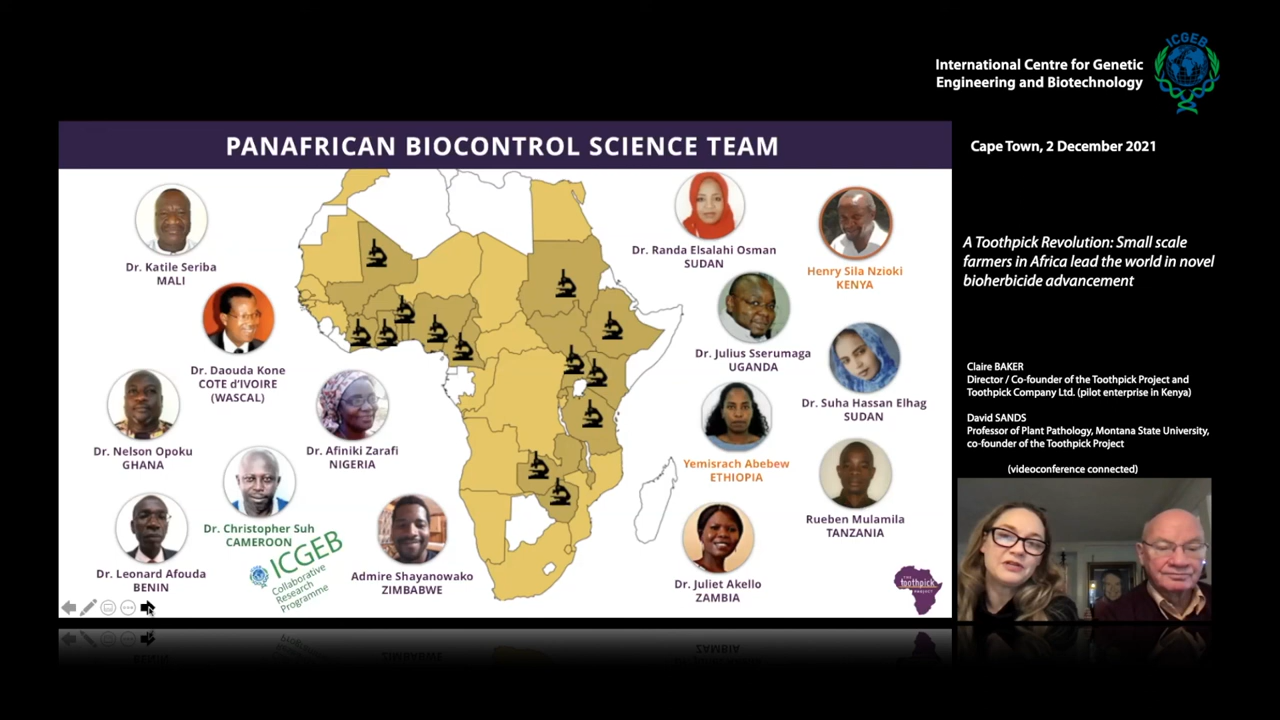 ICGEB
International Centre for Genetic
Engineering and Biotechnology
PANAFRICAN BIOCONTROL SCIENCE TEAM
Dr. Katile Seriba
MALI
Dr. Daouda Kone
COTE d'IVOIRE
(WASCAL)
Dr. Nelson Opoku
GHANA
Dr. Afiniki Zarafi
NIGERIA
Dr. Christopher Suh
CAMEROON
Dr. Leonard Afouda
BENIN
ICGEB
Collaborative
Research
Programme
Admire Shayanowako
ZIMBABWE
Dr. Randa Elsalahi Osman
SUDAN
Henry Sila Nzioki
KENYA
Dr. Julius Sserumaga
UGANDA
Dr. Suha Hassan Elhag
SUDAN
Yemisrach Abebew
ETHIOPIA
Rueben Mulamila
TANZANIA
Dr. Juliet Akello
ZAMBIA
THE
toothpick
PROJECT
Cape Town, 2 December 2021
A Toothpick Revolution: Small scale
farmers in Africa lead the world in novel
bioherbicide advancement
Claire BAKER
Director / Co-founder of the Toothpick Project and
Toothpick Company Ltd. (pilot enterprise in Kenya)
David SANDS
Professor of Plant Pathology, Montana State University,
co-founder of the Toothpick Project
(videoconference connected)